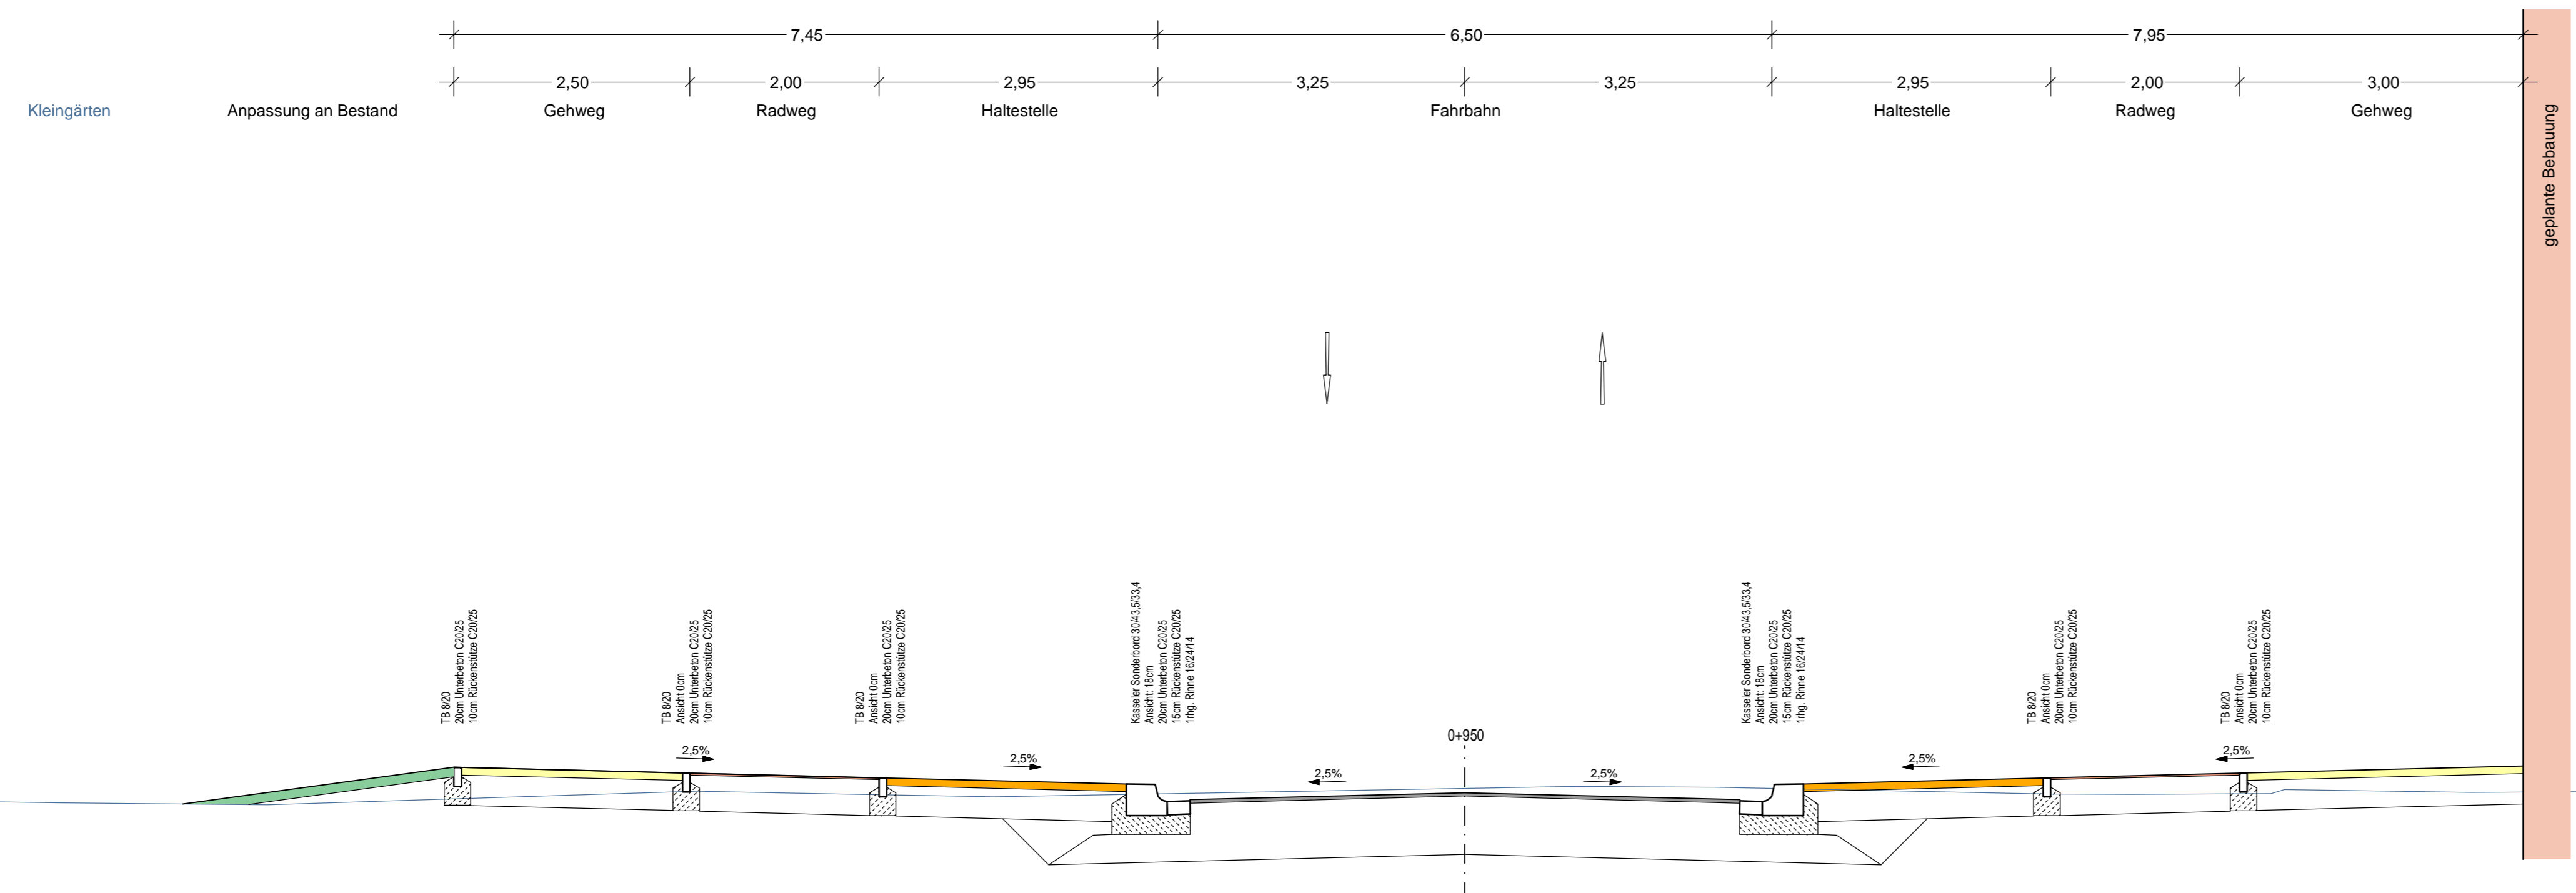 7,45
6,50
7,95
2,50
2,00
2,95
3,25
3,25
2,95
2,00
3,00
Kleingärten
Anpassung an Bestand
Gehweg
Radweg
Haltestelle
Fahrbahn
Haltestelle
Radweg
Gehweg
geplante Bebauung
TB 8/20
20cm Unterbeton C20/25
10cm Rückenstütze C20/25
TB 8/20
Ansicht 0cm
20cm Unterbeton C20/25
10cm Rückenstütze C20/25
TB 8/20
Ansicht 0cm
20cm Unterbeton C20/25
10cm Rückenstütze C20/25
Kasseler Sonderbord 30/43,5/33,4
Ansicht: 18cm
20cm Unterbeton C20/25
15cm Rückenstütze C20/25
1rhg. Rinne 16/24/14
Kasseler Sonderbord 30/43,5/33,4
Ansicht: 18cm
20cm Unterbeton C20/25
15cm Rückenstütze C20/25
1rhg. Rinne 16/24/14
TB 8/20
Ansicht 0cm
20cm Unterbeton C20/25
10cm Rückenstütze C20/25
TB 8/20
Ansicht 0cm
20cm Unterbeton C20/25
10cm Rückenstütze C20/25
0+950
2,5%
2,5%
2,5%
2,5%
2,5%
2,5%